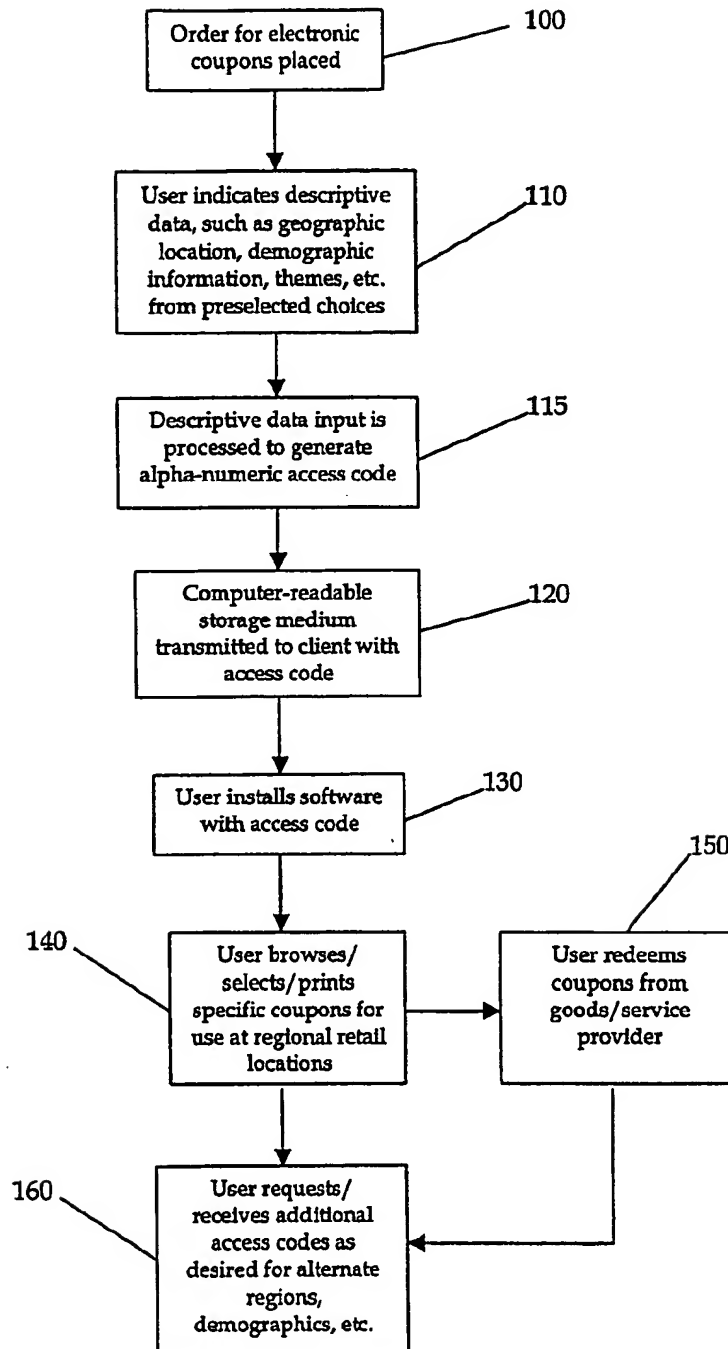 Order for electronic
coupons placed
100
User indicates descriptive
data, such as geographic
location, demographic
information, themes, etc.
from preselected choices
110
Descriptive data input is
processed to generate
alpha-numeric access code
115
Computer-readable
storage medium
transmitted to client with
access code
120
User installs software
with access code
130
140
User browses/
selects/prints
specific coupons for
use at regional retail
locations
150
User redeems
coupons from
goods/service
provider
160
User requests/
receives additional
access codes as
desired for alternate
regions,
demographics, etc.